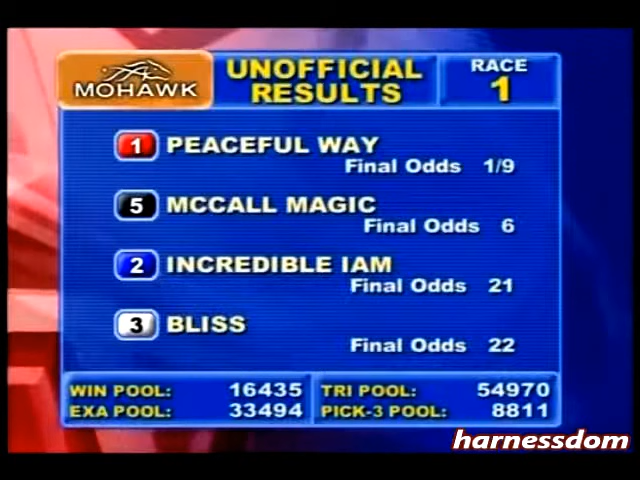 MOHAWK
UNOFFICIAL
RESULTS
RACE
1
1 PEACEFUL WAY
Final Odds 1/9
5 MCCALL MAGIC
Final Odds 6
2 INCREDIBLE IAM
Final Odds 21
3 BLISS
Final Odds 22
WIN POOL: 16435
EXA POOL: 33494
TRI POOL: 54970
PICK-3 POOL: 8811
harnessdom